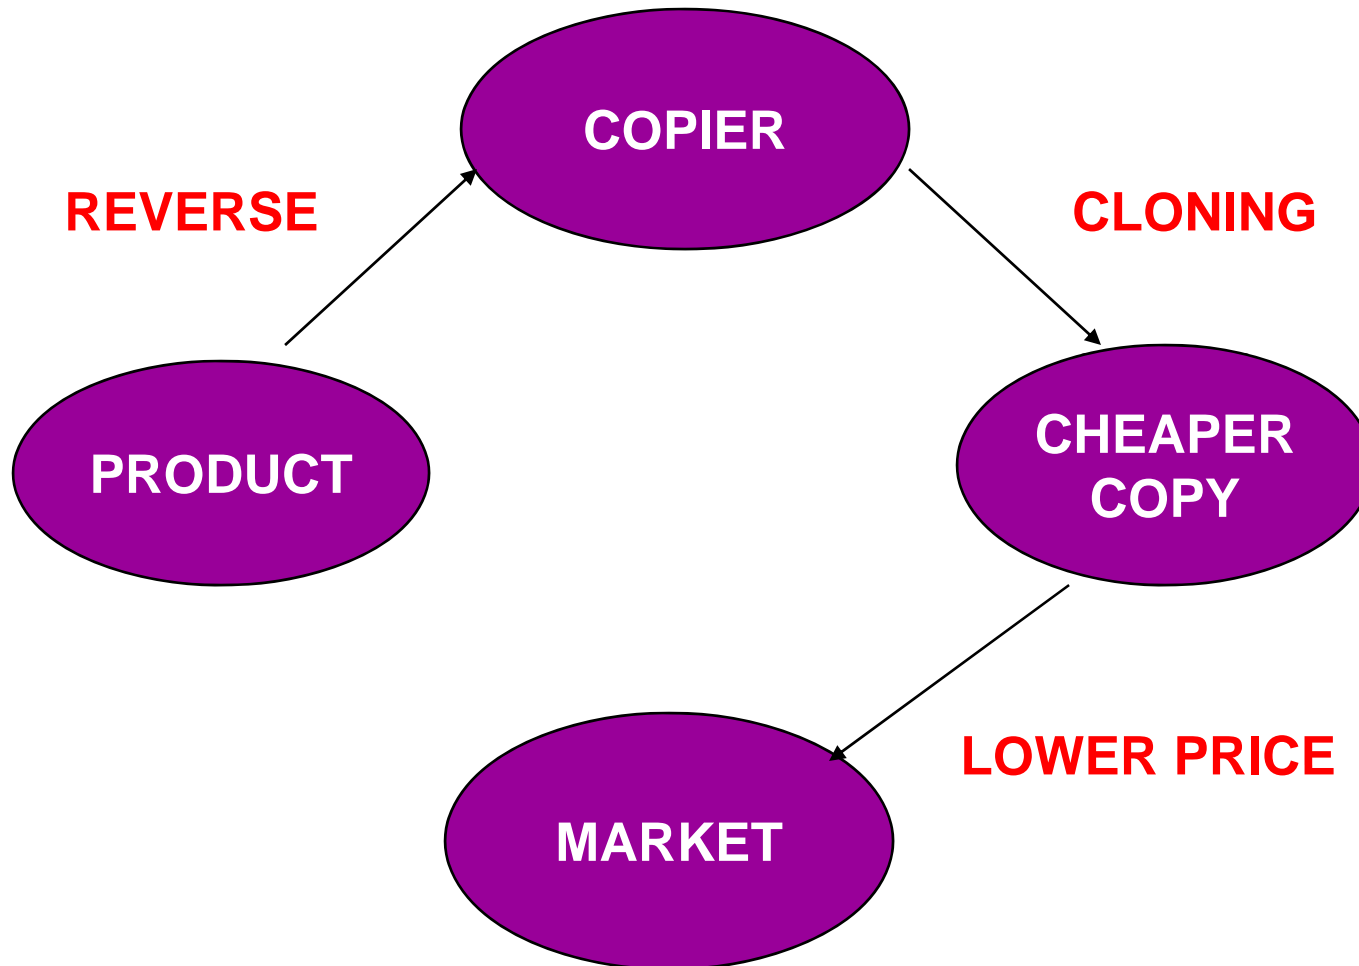 COPIER
REVERSE
CLONING
PRODUCT
CHEAPER
COPY
LOWER PRICE
MARKET